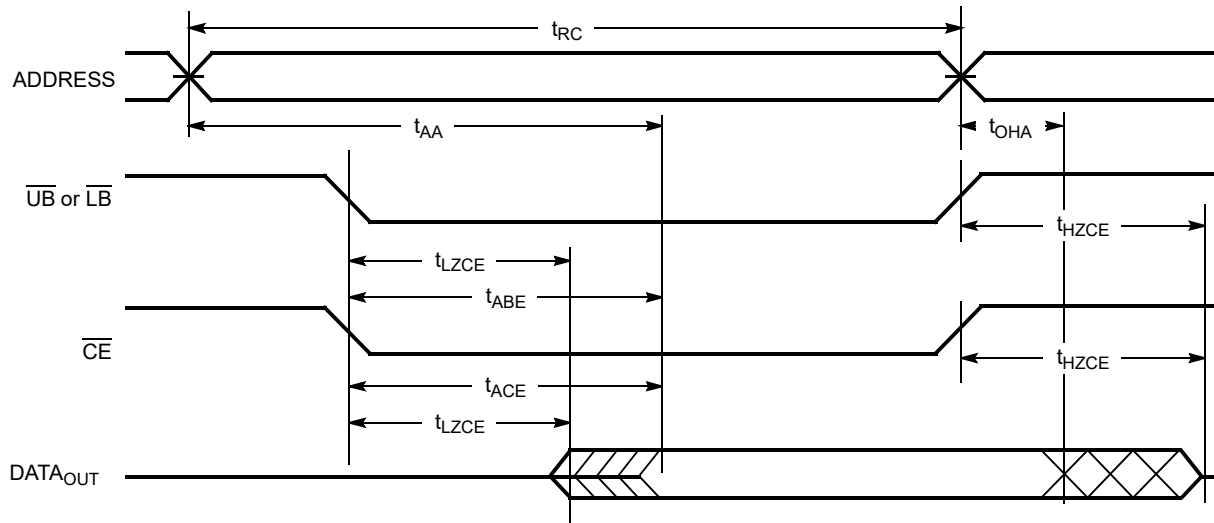 tRC
ADDRESS
tAA
tOHA
UB or LB
tHZCE
tLZCE
tABE
CE
tHZCE
tACE
tLZCE
DATAOUT